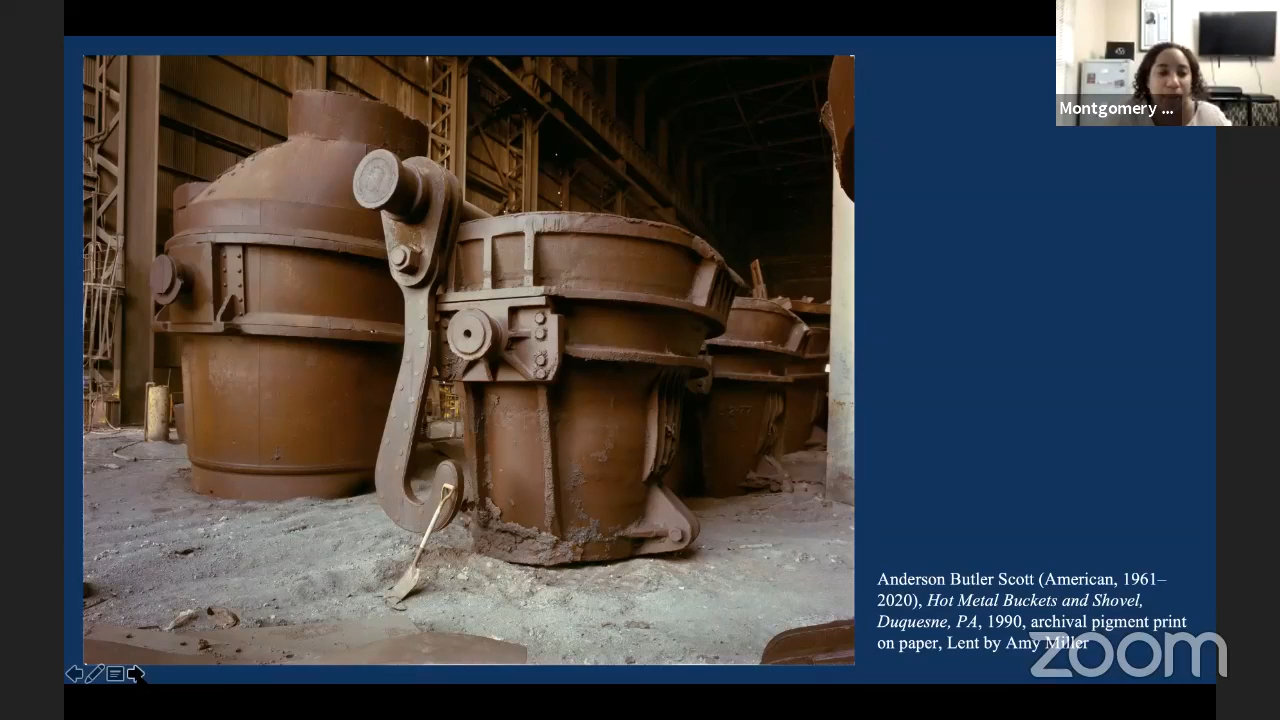 Montgomery ...
Anderson Butler Scott (American, 1961–
2020), Hot Metal Buckets and Shovel,
Duquesne, PA, 1990, archival pigment print
on paper, Lent by Amy Miller
zoom